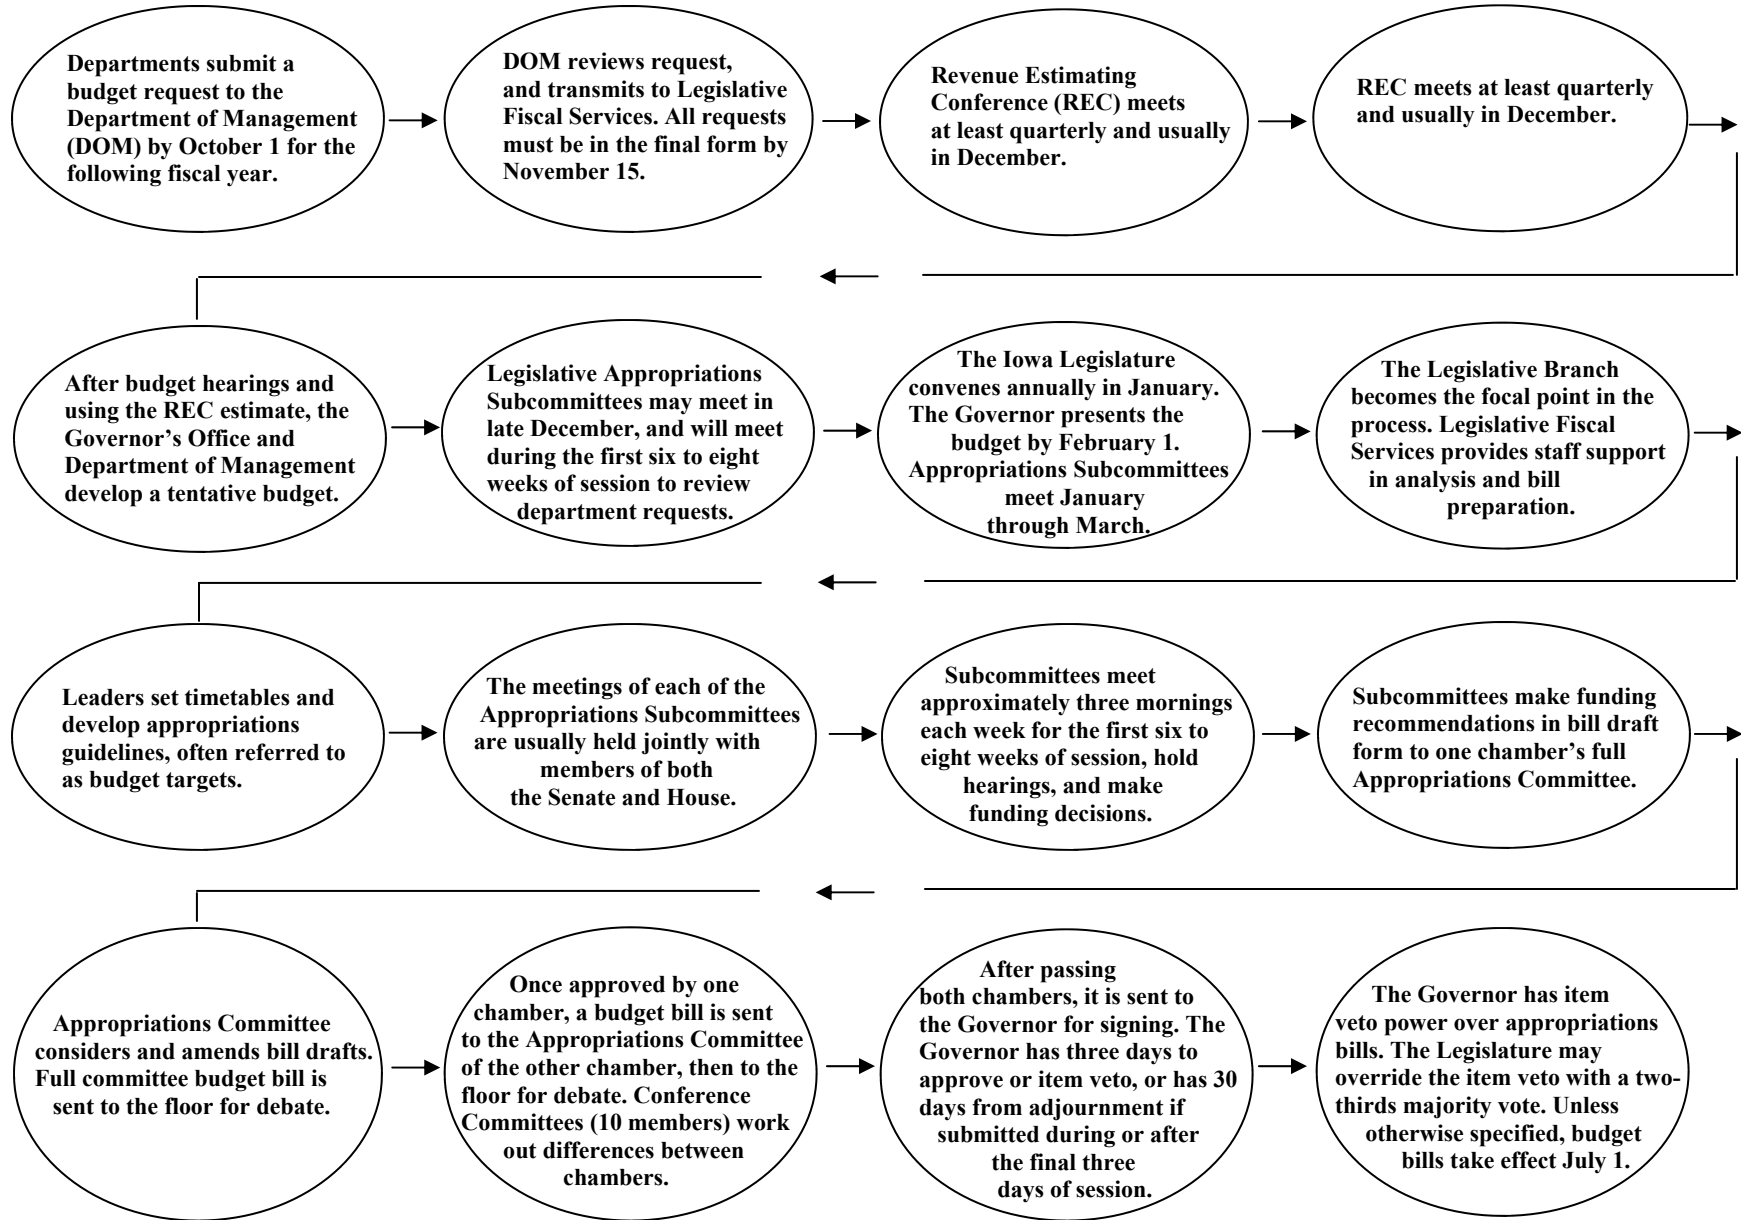 Departments submit a
budget request to the
Department of Management
(DOM) by October 1 for the
following fiscal year.
DOM reviews request,
and transmits to Legislative
Fiscal Services. All requests
must be in the final form by
November 15.
Revenue Estimating
Conference (REC) meets
at least quarterly and usually
in December.
REC meets at least quarterly
and usually in December.
After budget hearings and
using the REC estimate, the
Governor’s Office and
Department of Management
develop a tentative budget.
Legislative Appropriations
Subcommittees may meet in
late December, and will meet
during the first six to eight
weeks of session to review
department requests.
The Iowa Legislature
convenes annually in January.
The Governor presents the
budget by February 1.
Appropriations Subcommittees
meet January
through March.
The Legislative Branch
becomes the focal point in the
process. Legislative Fiscal
Services provides staff support
in analysis and bill
preparation.
Leaders set timetables and
develop appropriations
guidelines, often referred to
as budget targets.
The meetings of each of the
Appropriations Subcommittees
are usually held jointly with
members of both
the Senate and House.
Subcommittees meet
approximately three mornings
each week for the first six to
eight weeks of session, hold
hearings, and make
funding decisions.
Subcommittees make funding
recommendations in bill draft
form to one chamber’s full
Appropriations Committee.
Appropriations Committee
considers and amends bill drafts.
Full committee budget bill is
sent to the floor for debate.
Once approved by one
chamber, a budget bill is sent
to the Appropriations Committee
of the other chamber, then to the
floor for debate. Conference
Committees (10 members) work
out differences between
chambers.
After passing
both chambers, it is sent to
the Governor for signing. The
Governor has three days to
approve or item veto, or has 30
days from adjournment if
submitted during or after
the final three
days of session.
The Governor has item
veto power over appropriations
bills. The Legislature may
override the item veto with a two-
thirds majority vote. Unless
otherwise specified, budget
bills take effect July 1.